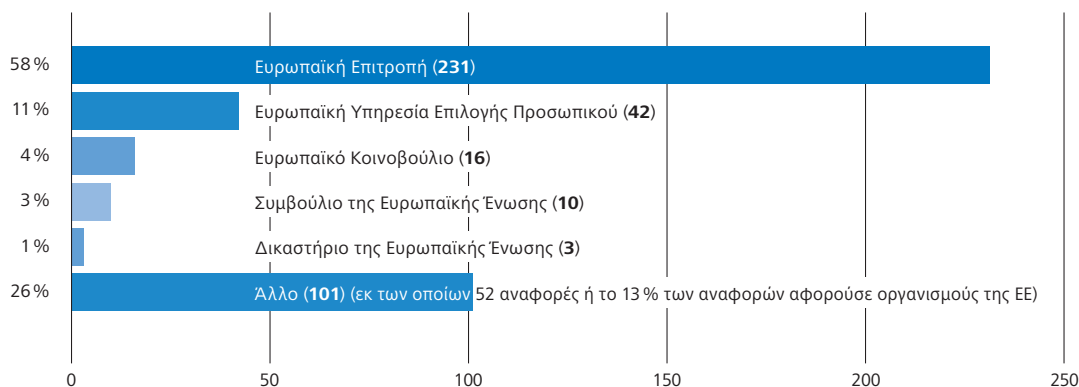 58 % Ευρωπαϊκή Επιτροπή (231)
11 % Ευρωπαϊκή Υπηρεσία Επιλογής Προσωπικού (42)
4 % Ευρωπαϊκό Κοινοβούλιο (16)
3 % Συμβούλιο της Ευρωπαϊκής Ένωσης (10)
1 % Δικαστήριο της Ευρωπαϊκής Ένωσης (3)
26 % Άλλο (101) (εκ των οποίων 52 αναφορές ή το 13 % των αναφορών αφορούσε οργανισμούς της ΕΕ)
0 50 100 150 200 250